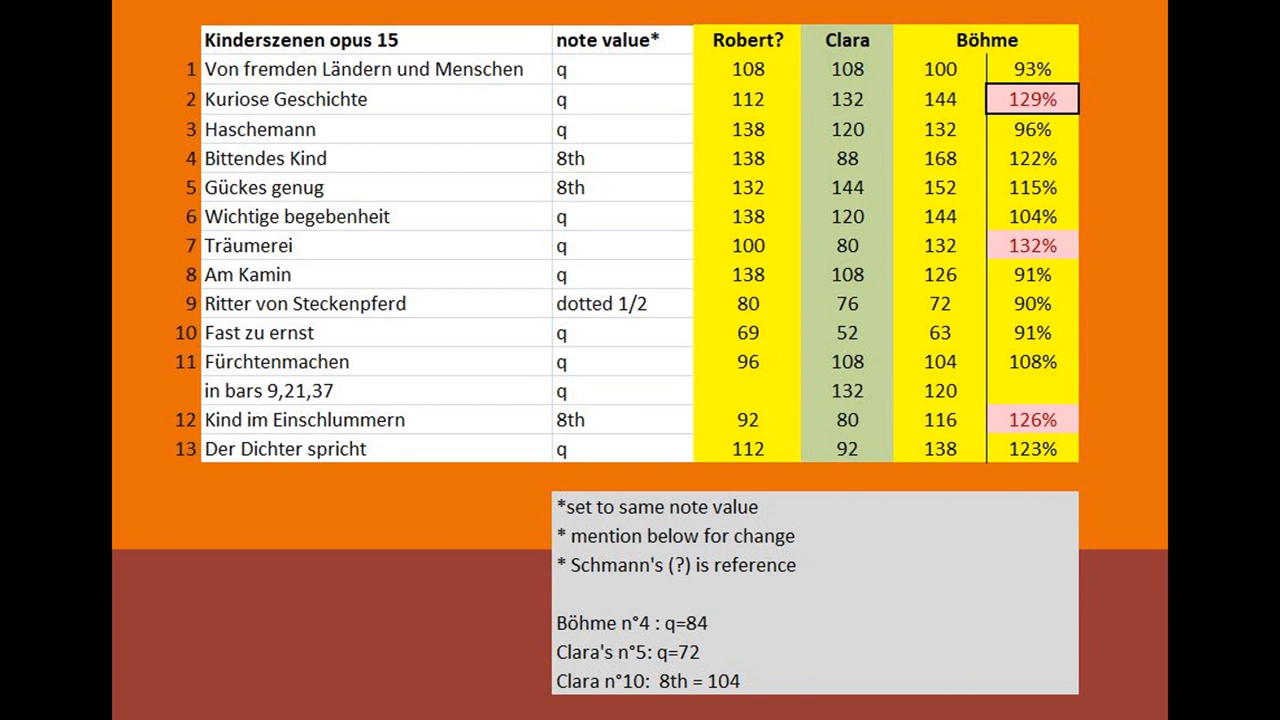 Kinderszenen opus 15 note value* Robert? Clara Böhme
1 Von fremden Ländern und Menschen q 108 108 100 93%
2 Kuriose Geschichte q 112 132 144 129%
3 Haschemann q 138 120 132 96%
4 Bittendes Kind 8th 138 88 168 122%
5 Gückes genug 8th 132 144 152 115%
6 Wichtige begebenheit q 138 120 144 104%
7 Träumerei q 100 80 132 132%
8 Am Kamin q 138 108 126 91%
9 Ritter von Steckenpferd dotted 1/2 80 76 72 90%
10 Fast zu ernst q 69 52 63 91%
11 Fürchtenmachen q 96 108 104 108%
in bars 9,21,37 q 132 120
12 Kind im Einschlummern 8th 92 80 116 126%
13 Der Dichter spricht q 112 92 138 123%
*set to same note value
* mention below for change
* Schmann's (?) is reference
Böhme n°4 : q=84
Clara's n°5: q=72
Clara n°10: 8th = 104